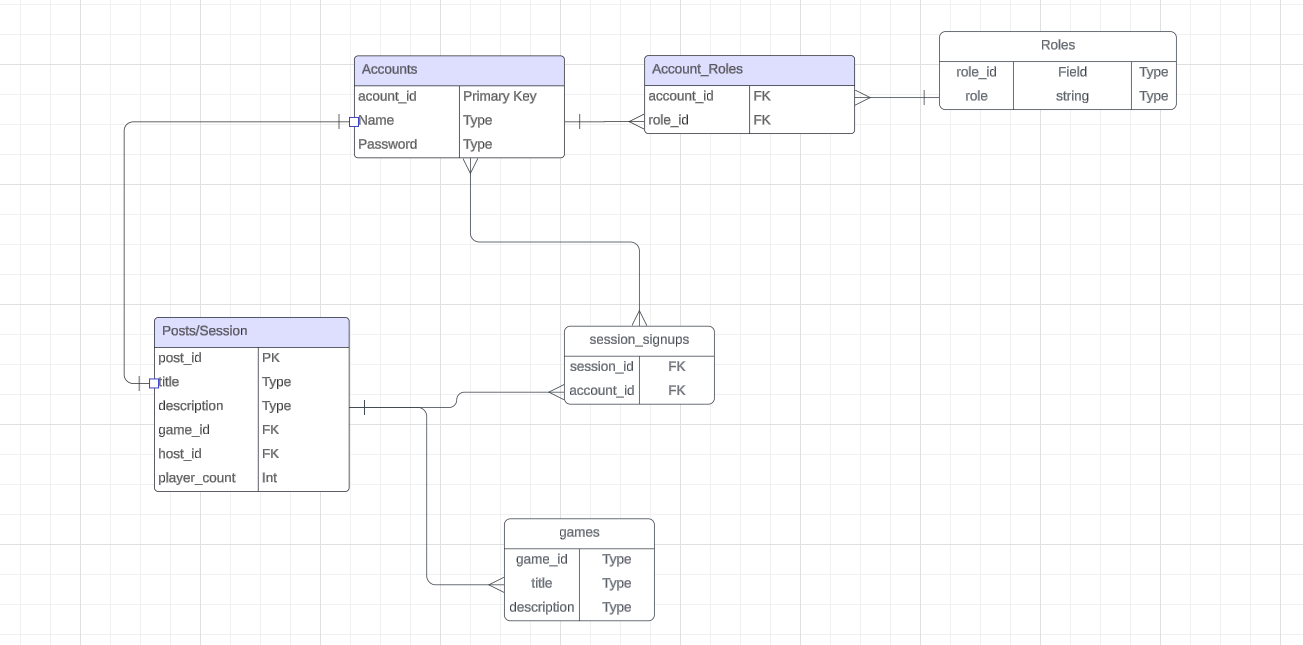 Accounts
acount_id Primary Key
Name Type
Password Type
Account_Roles
account_id FK
role_id FK
Roles
role_id Field Type
role string Type
Posts/Session
post_id PK
title Type
description Type
game_id FK
host_id FK
player_count Int
session_signups
session_id FK
account_id FK
games
game_id Type
title Type
description Type